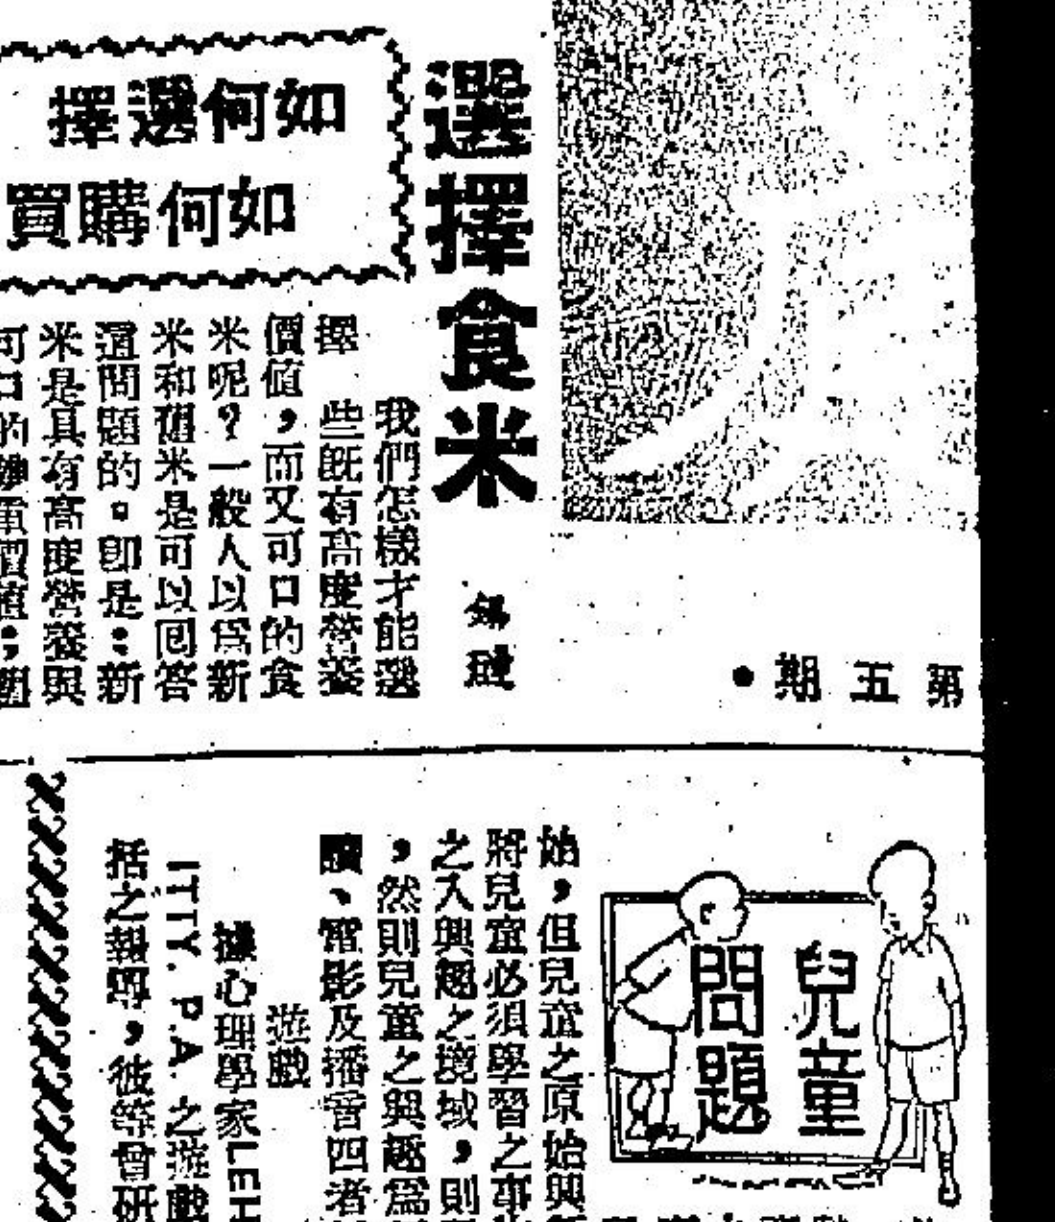 第五期•
選擇食米
如何選擇
如何購買
我們怎樣才能選
擇
些旣有高度營養
價值，而又可口的食
米呢？一般人以爲新
米和舊米是可以回答
這問題的。卽是：新
米是具有高度營養與
可口的
兒童
問題
始，但兒童之原始興
將兒童必須學習之事
之入興趣之境域，則
，然則兒童之興趣爲
讀、電影及播音四者
遊戲
據心理學家LEH
ITTY. P.A. 之遊戲
括之報導，彼等曾研